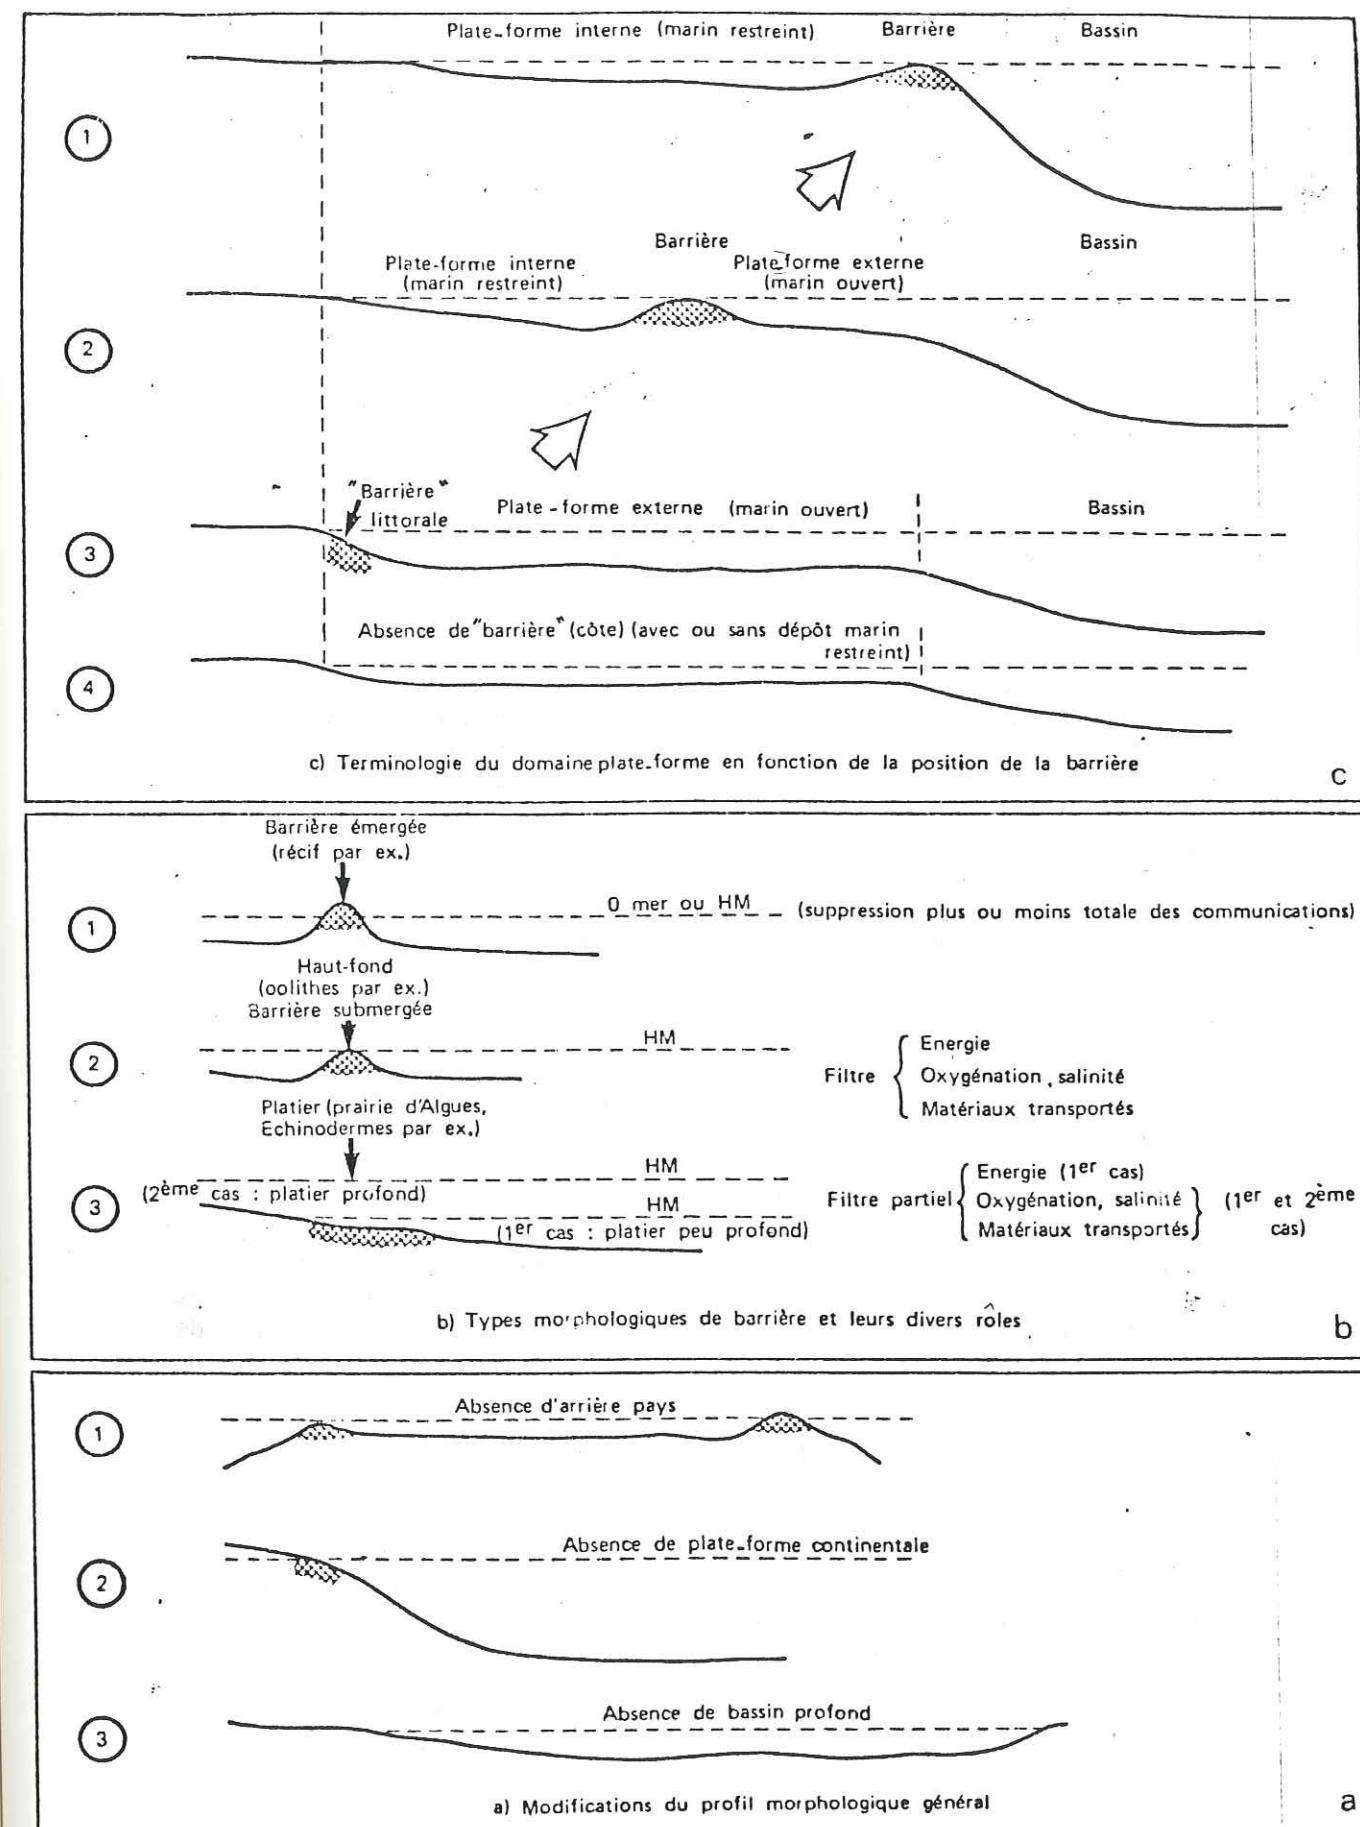 Plate-forme interne (marin restreint) Barrière Bassin
1
Barrière Bassin
Plate-forme interne Plate-forme externe
(marin restreint) (marin ouvert)
2
"Barrière"
littorale
Plate-forme externe (marin ouvert) Bassin
3
Absence de "barrière" (côte) (avec ou sans dépôt marin
restreint)
4
c) Terminologie du domaine plate-forme en fonction de la position de la barrière
c
Barrière émergée
(récif par ex.)
1
0 mer ou HM (suppression plus ou moins totale des communications)
Haut-fond
(oolithes par ex.)
Barrière submergée
2
HM
Filtre
Energie
Oxygénation, salinité
Matériaux transportés
Platier (prairie d'Algues,
Echinodermes par ex.)
3
HM
(2ème cas : platier profond)
HM
(1er cas : platier peu profond)
Filtre partiel
Energie (1er cas)
Oxygénation, salinité
Matériaux transportés
(1er et 2ème
cas)
b) Types morphologiques de barrière et leurs divers rôles
b
1
Absence d'arrière pays
2
Absence de plate-forme continentale
3
Absence de bassin profond
a) Modifications du profil morphologique général
a